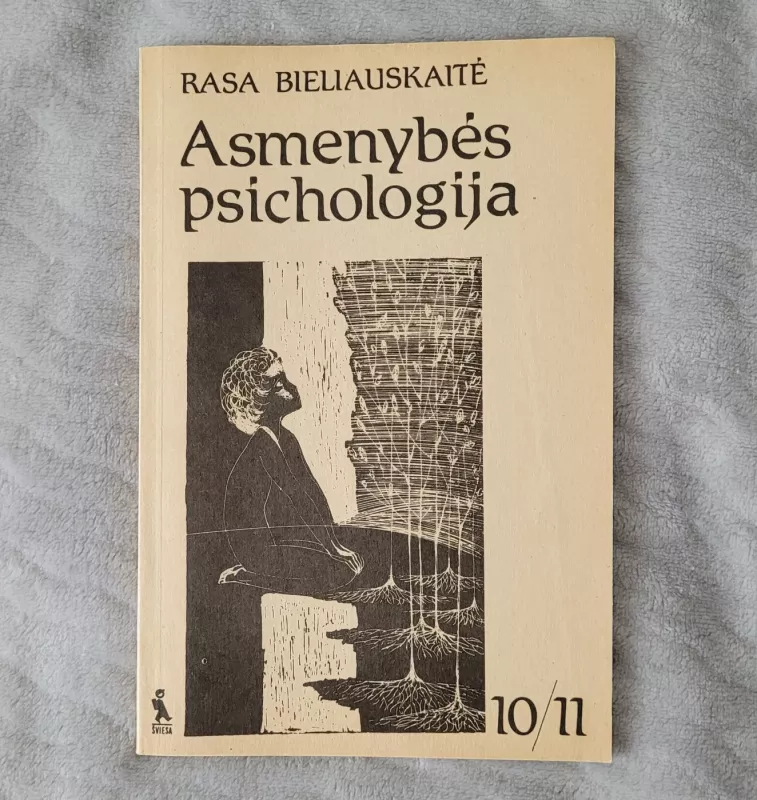 RASA BIELIAUSKAITĖ
Asmenybės
psichologija
10/11
ŠVIESA